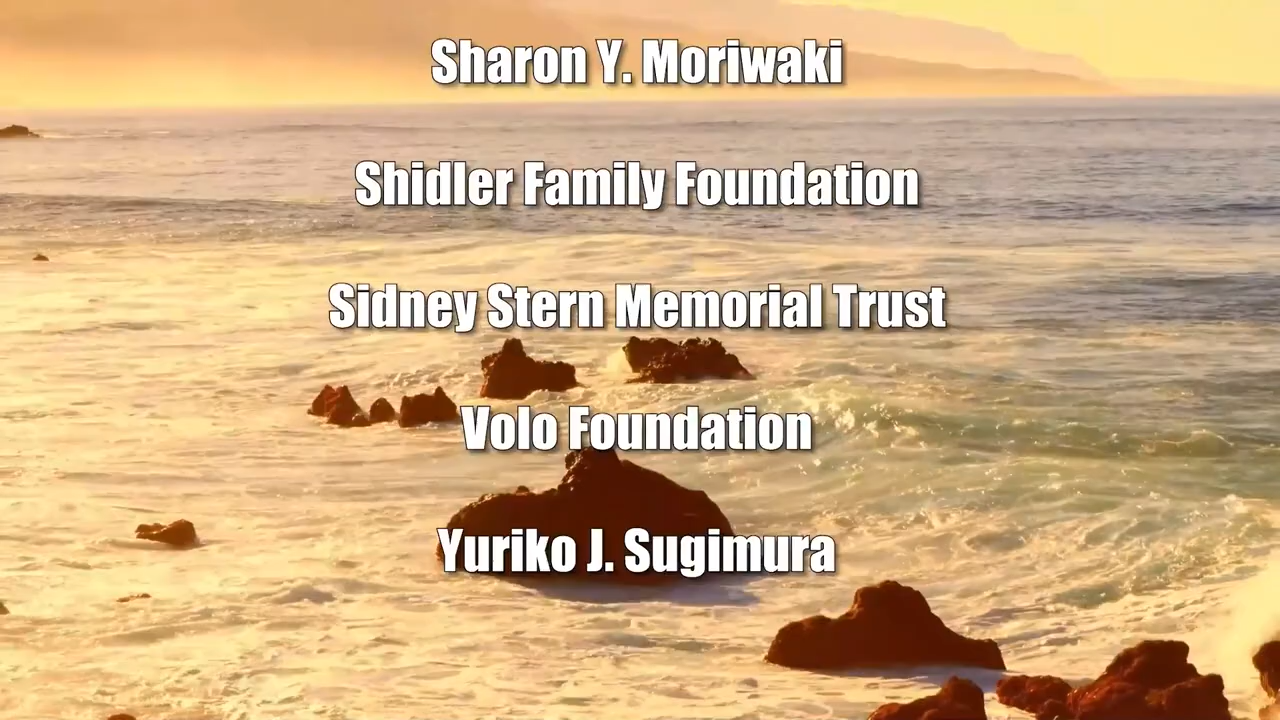 Sharon Y. Moriwaki
Shidler Family Foundation
Sidney Stern Memorial Trust
Volo Foundation
Yuriko J. Sugimura